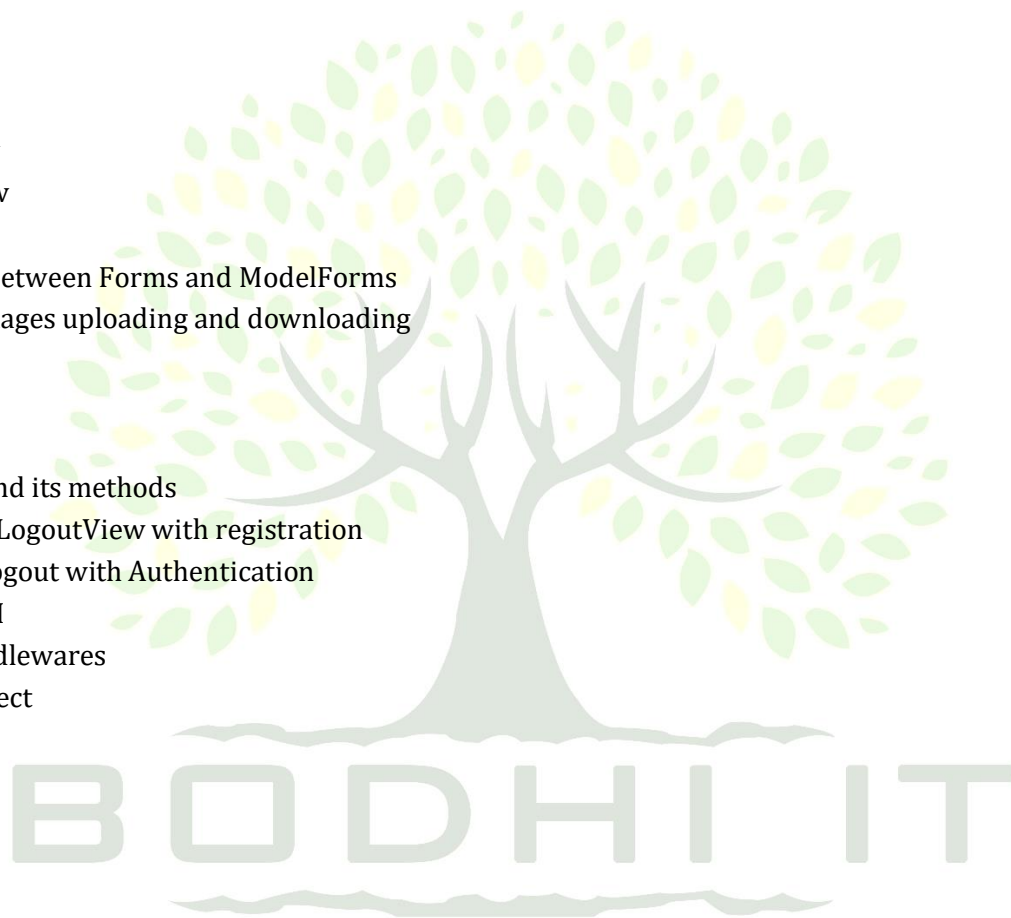 etween Forms and ModelForms
ages uploading and downloading
nd its methods
LogoutView with registration
ogout with Authentication
dlewares
ect
BODHI IT